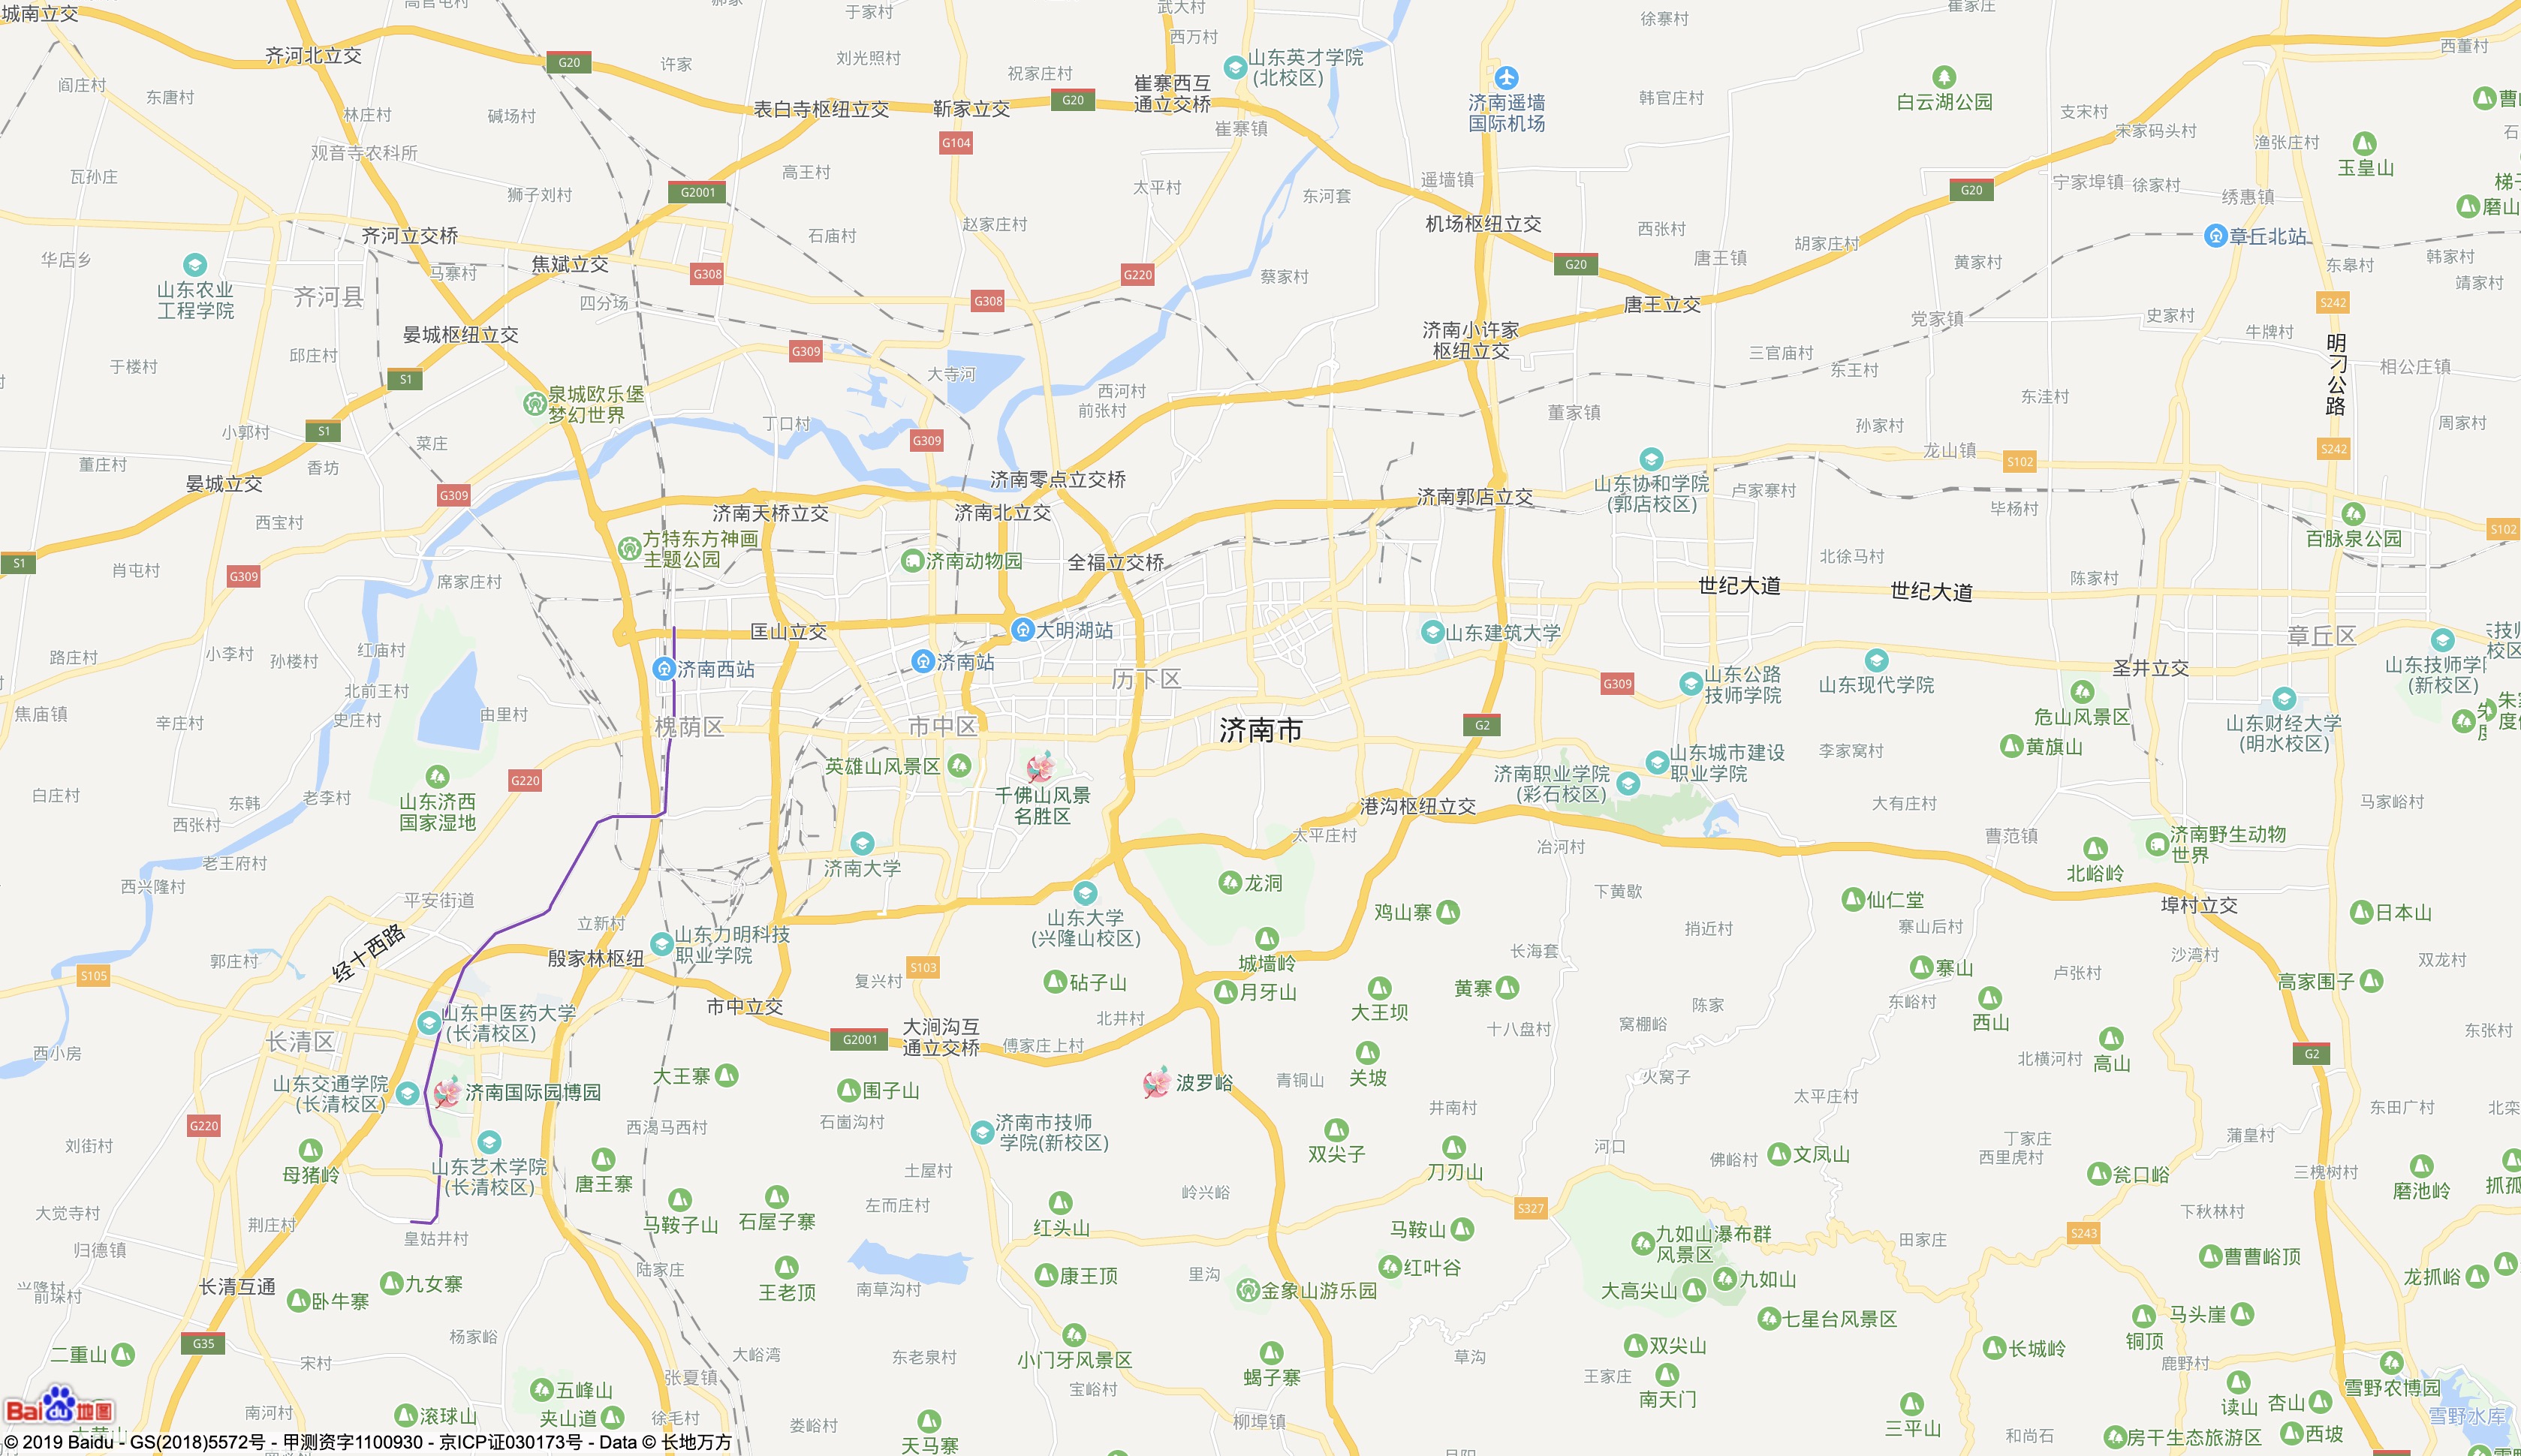 城南立交
齐河北立交
G20
许家
于家村
刘光照村
祝家庄村
武大村
西万村
崔寨西互
通立交桥
山东英才学院
(北校区)
徐寨村
崔家庄
西董村
阎庄村
东唐村
林庄村
碱场村
表白寺枢纽立交
靳家立交
G20
崔寨镇
济南遥墙
国际机场
韩官庄村
白云湖公园
支宋村
宋家码头村
渔张庄村
玉皇山
观音寺农科所
G104
瓦孙庄
狮子刘村
G2001
高王村
太平村
东河套
遥墙镇
G20
宁家埠镇
徐家村
绣惠镇
磨山
齐河立交桥
石庙村
赵家庄村
机场枢纽立交
西张村
胡家庄村
章丘北站
华店乡
山东农业
工程学院
齐河县
马寨村
焦斌立交
G308
四分场
G308
G220
蔡家村
G20
唐王镇
黄家村
东皋村
韩家村
靖家村
唐王立交
S242
晏城枢纽立交
济南小许家
枢纽立交
党家镇
史家村
牛牌村
明刁公路
于楼村
邱庄村
G309
大寺河
三官庙村
东王村
相公庄镇
S1
泉城欧乐堡
梦幻世界
西河村
前张村
董家镇
东洼村
孙家村
周家村
小郭村
S1
菜庄
丁口村
G309
龙山镇
S102
S242
董庄村
香坊
晏城立交
G309
济南零点立交桥
济南郭店立交
山东协和学院
(郭店校区)
卢家寨村
毕杨村
百脉泉公园
S102
西宝村
济南天桥立交
济南北立交
方特东方神画
主题公园
济南动物园
全福立交桥
北徐马村
S1
肖屯村
G309
席家庄村
世纪大道
世纪大道
陈家村
匡山立交
大明湖站
山东建筑大学
章丘区
路庄村
小李村
孙楼村
红庙村
济南西站
济南站
历下区
G309
山东公路
技师学院
山东现代学院
圣井立交
山东技师学院
(新校区)
焦庙镇
辛庄村
北前王村
史庄村
由里村
槐荫区
市中区
济南市
G2
危山风景区
黄旗山
山东财经大学
(明水校区)
G220
英雄山风景区
千佛山风景
名胜区
济南职业学院
(彩石校区)
山东城市建设
职业学院
李家窝村
白庄村
东韩
老李村
山东济西
国家湿地
西张村
港沟枢纽立交
太平庄村
大有庄村
马家峪村
曹范镇
老王府村
济南大学
冶河村
济南野生动物
世界
北峪岭
西兴隆村
平安街道
龙洞
下黄歇
仙仁堂
埠村立交
日本山
立新村
山东大学
(兴隆山校区)
鸡山寨
捎近村
寨山后村
经十西路
山东力明科技
职业学院
殷家林枢纽
城墙岭
长海套
沙湾村
S105
郭庄村
S103
复兴村
砧子山
月牙山
大王坝
黄寨
寨山
卢张村
高家围子
双龙村
市中立交
陈家
东峪村
西山
长清区
山东中医药大学
(长清校区)
G2001
大涧沟互
通立交桥
北井村
傅家庄上村
十八盘村
窝棚峪
东张村
西小房
北横河村
高山
G2
大王寨
围子山
波罗峪
青铜山
关坡
火窝子
山东交通学院
(长清校区)
济南国际园博园
太平庄村
东田广村
井南村
G220
石崮沟村
西渴马西村
济南市技师
学院(新校区)
双尖子
刀刃山
河口
丁家庄
西里虎村
蒲皇村
刘街村
母猪岭
山东艺术学院
(长清校区)
唐王寨
土屋村
佛峪村
文凤山
瓮口峪
三槐树村
磨池岭
大觉寺村
荆庄村
马鞍子山
石屋子寨
左而庄村
岭兴峪
红头山
马鞍山
S327
下秋林村
归德镇
皇姑井村
九如山瀑布群
风景区
田家庄
S243
曹曹峪顶
长清互通
九女寨
卧牛寨
陆家庄
王老顶
南草沟村
康王顶
里沟
金象山游乐园
红叶谷
大高尖山
九如山
龙抓峪
七星台风景区
铜顶
马头崖
G35
杨家峪
二重山
宋村
大峪湾
东老泉村
小门牙风景区
蝎子寨
草沟
双尖山
长城岭
鹿野村
张夏镇
宝峪村
王家庄
南天门
雪野农博园
五峰山
夹山道
南河村
滚球山
徐毛村
娄峪村
天马寨
柳埠镇
三平山
和尚石
读山
杏山
西坡
雪野水库
房干生态旅游区
Bai地图
© 2019 Baidu - GS(2018)5572号 - 甲测资字1100930 - 京ICP证030173号 - Data © 长地万方